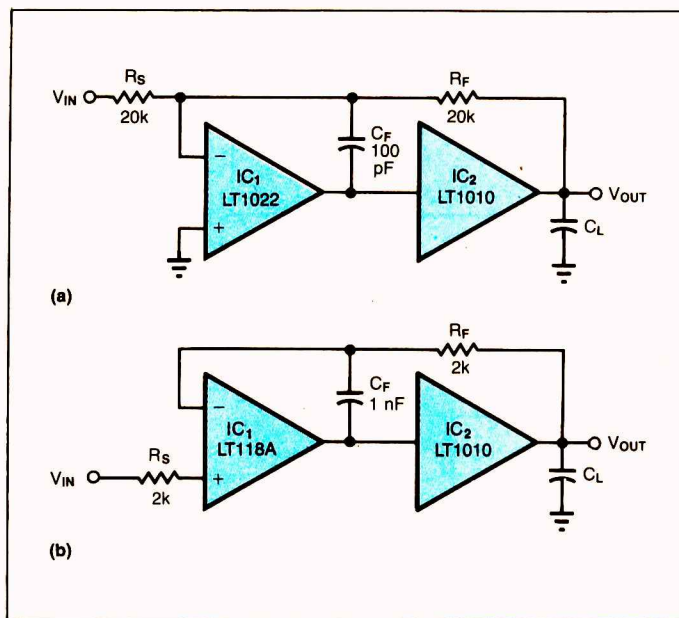 RS
RF
VIN
20k
20k
CF
100
pF
−
+
IC1
LT1022
IC2
LT1010
VOUT
CL
(a)
RF
2k
CF
1 nF
−
+
IC1
LT118A
IC2
LT1010
VOUT
RS
VIN
2k
CL
(b)